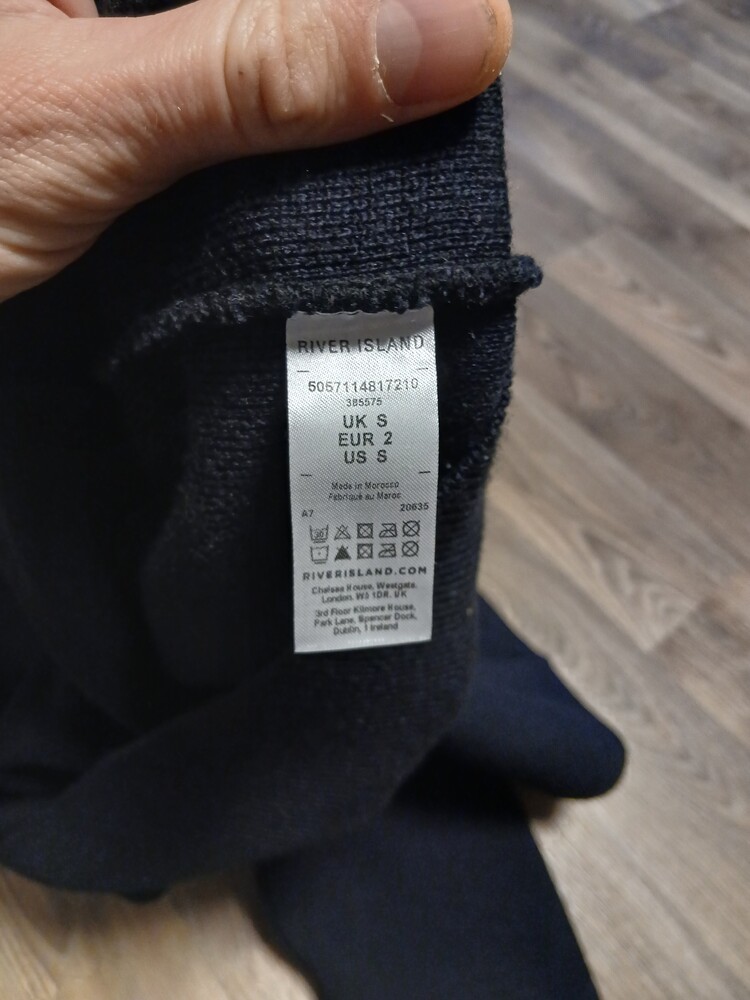 RIVER ISLAND
5057114817210
385575
UK S
EUR 2
US S
Made in Morocco
Fabriqué au Maroc
A7 20635
RIVERISLAND.COM
Chelsea House, Westgate,
London. W5 1DR. UK
3rd Floor Kilmore House,
Park Lane, Spencer Dock,
Dublin, 1 Ireland